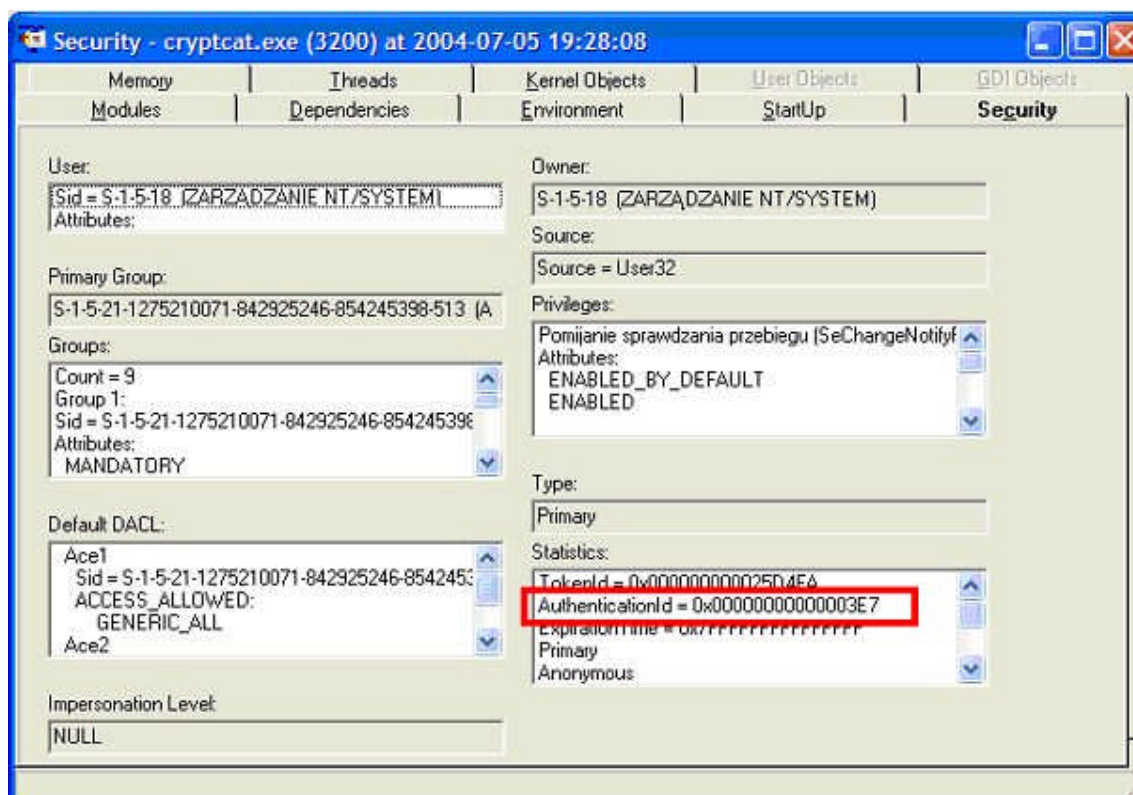 Security - cryptcat.exe (3200) at 2004-07-05 19:28:08
Memory Threads Kernel Objects User Objects GDI Objects
Modules Dependencies Environment StartUp Security
User:
Sid = S-1-5-18 (ZARZĄDZANIE NT/SYSTEM)
Attributes:
Primary Group:
S-1-5-21-1275210071-842925246-854245398-513 (A
Groups:
Count = 9
Group 1:
Sid = S-1-5-21-1275210071-842925246-854245398
Attributes:
MANDATORY
Default DACL:
Ace1
Sid = S-1-5-21-1275210071-842925246-8542453
ACCESS_ALLOWED:
GENERIC_ALL
Ace2
Impersonation Level:
NULL
Owner:
S-1-5-18 (ZARZĄDZANIE NT/SYSTEM)
Source:
Source = User32
Privileges:
Pomijanie sprawdzania przebiegu (SeChangeNotifyP
Attributes:
ENABLED_BY_DEFAULT
ENABLED
Type:
Primary
Statistics:
TokenId = 0x000000000025D4FA
AuthenticationId = 0x00000000000003E7
ExpirationTime = 0x7FFFFFFFFFFFFFFF
Primary
Anonymous